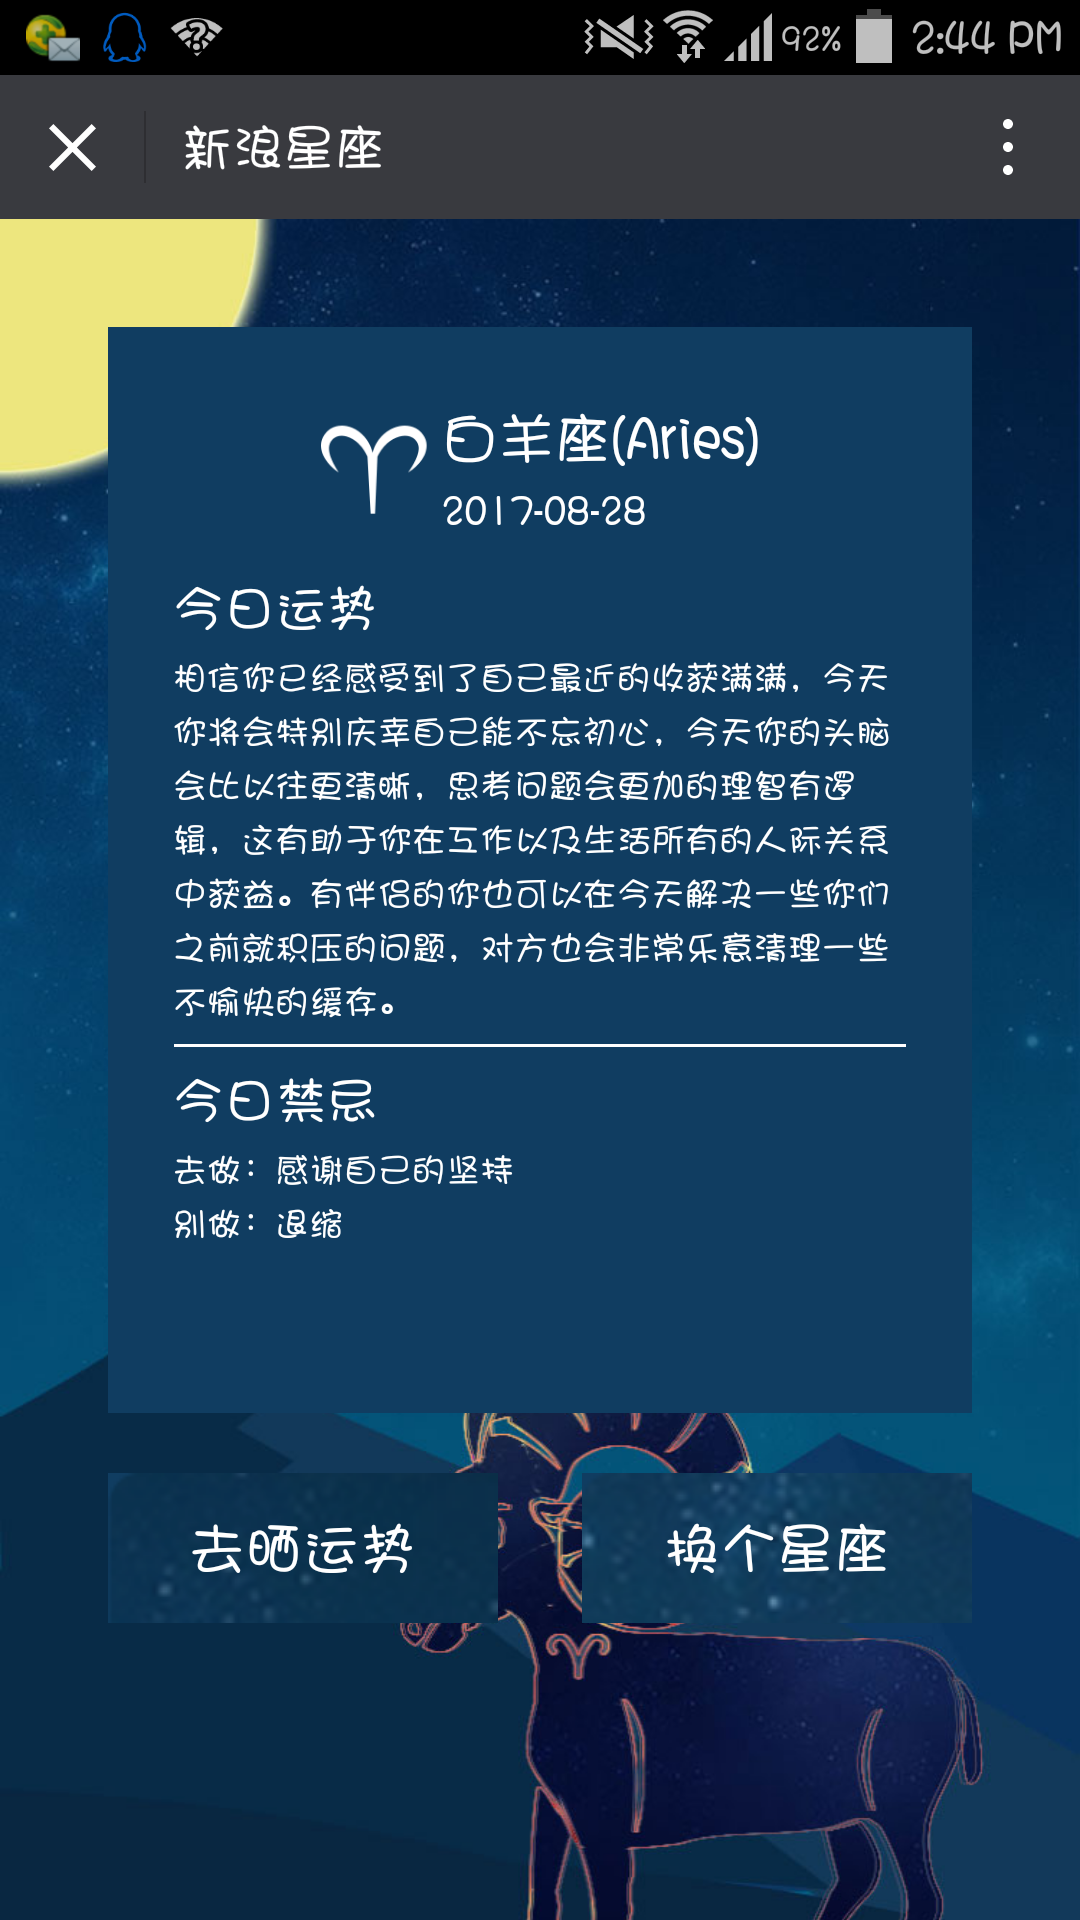 92% 2:44 PM
新浪星座
白羊座(Aries)
2017-08-28
今日运势
相信你已经感受到了自己最近的收获满满，今天
你将会特别庆幸自己能不忘初心，今天你的头脑
会比以往更清晰，思考问题会更加的理智有逻
辑，这有助于你在工作以及生活所有的人际关系
中获益。有伴侣的你也可以在今天解决一些你们
之前就积压的问题，对方也会非常乐意清理一些
不愉快的缓存。
今日禁忌
去做：感谢自己的坚持
别做：退缩
去晒运势
换个星座